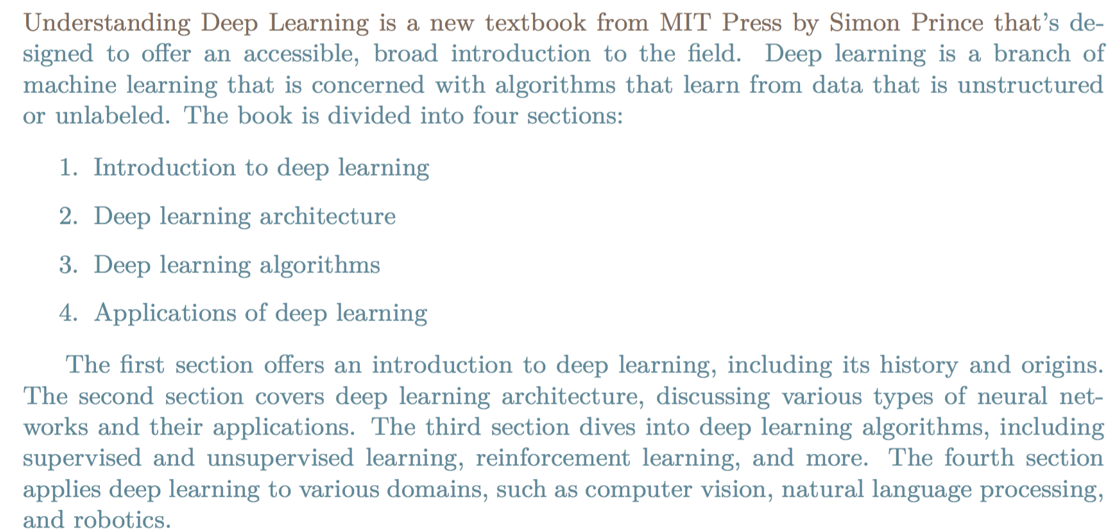 Understanding Deep Learning is a new textbook from MIT Press by Simon Prince that's de-
signed to offer an accessible, broad introduction to the field. Deep learning is a branch of
machine learning that is concerned with algorithms that learn from data that is unstructured
or unlabeled. The book is divided into four sections:
1. Introduction to deep learning
2. Deep learning architecture
3. Deep learning algorithms
4. Applications of deep learning
The first section offers an introduction to deep learning, including its history and origins.
The second section covers deep learning architecture, discussing various types of neural net-
works and their applications. The third section dives into deep learning algorithms, including
supervised and unsupervised learning, reinforcement learning, and more. The fourth section
applies deep learning to various domains, such as computer vision, natural language processing,
and robotics.